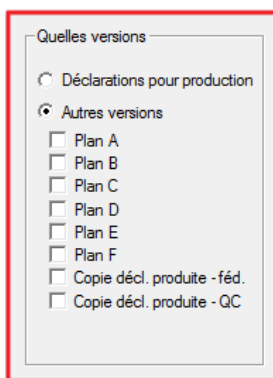 Quelles versions
Déclarations pour production
Autres versions
Plan A
Plan B
Plan C
Plan D
Plan E
Plan F
Copie décl. produite - féd.
Copie décl. produite - QC